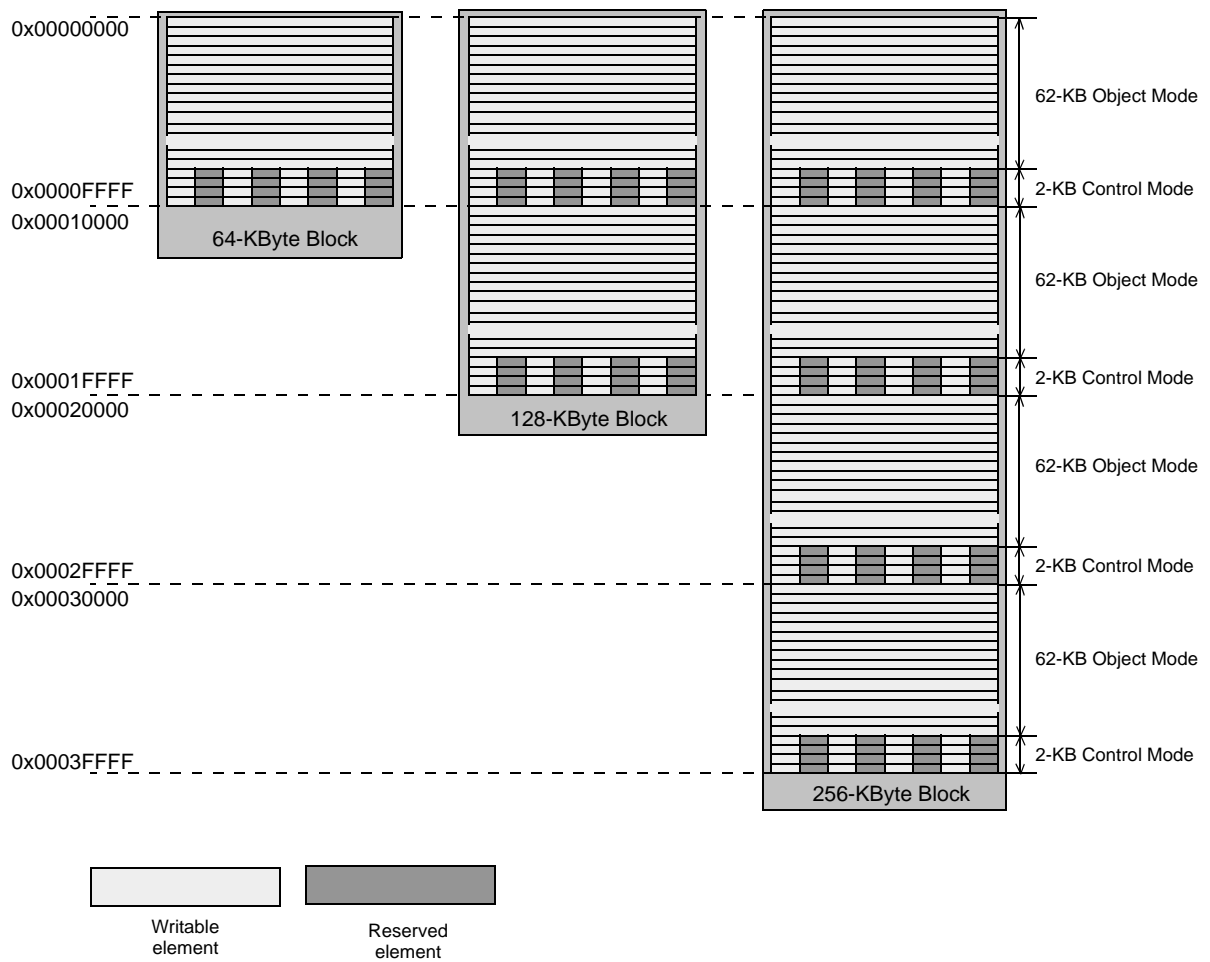 0x00000000
62-KB Object Mode
0x0000FFFF
2-KB Control Mode
0x00010000
64-KByte Block
62-KB Object Mode
0x0001FFFF
2-KB Control Mode
0x00020000
128-KByte Block
62-KB Object Mode
0x0002FFFF
2-KB Control Mode
0x00030000
62-KB Object Mode
0x0003FFFF
2-KB Control Mode
256-KByte Block
Writable
element
Reserved
element